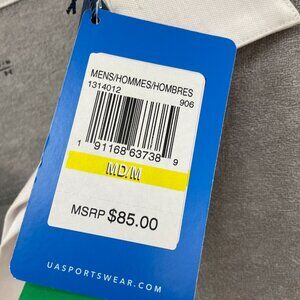 MENS/HOMMES/HOMBRES
1314012 906
1 91168 63738 9
MD/M
MSRP $85.00
UASPORTSWEAR.COM